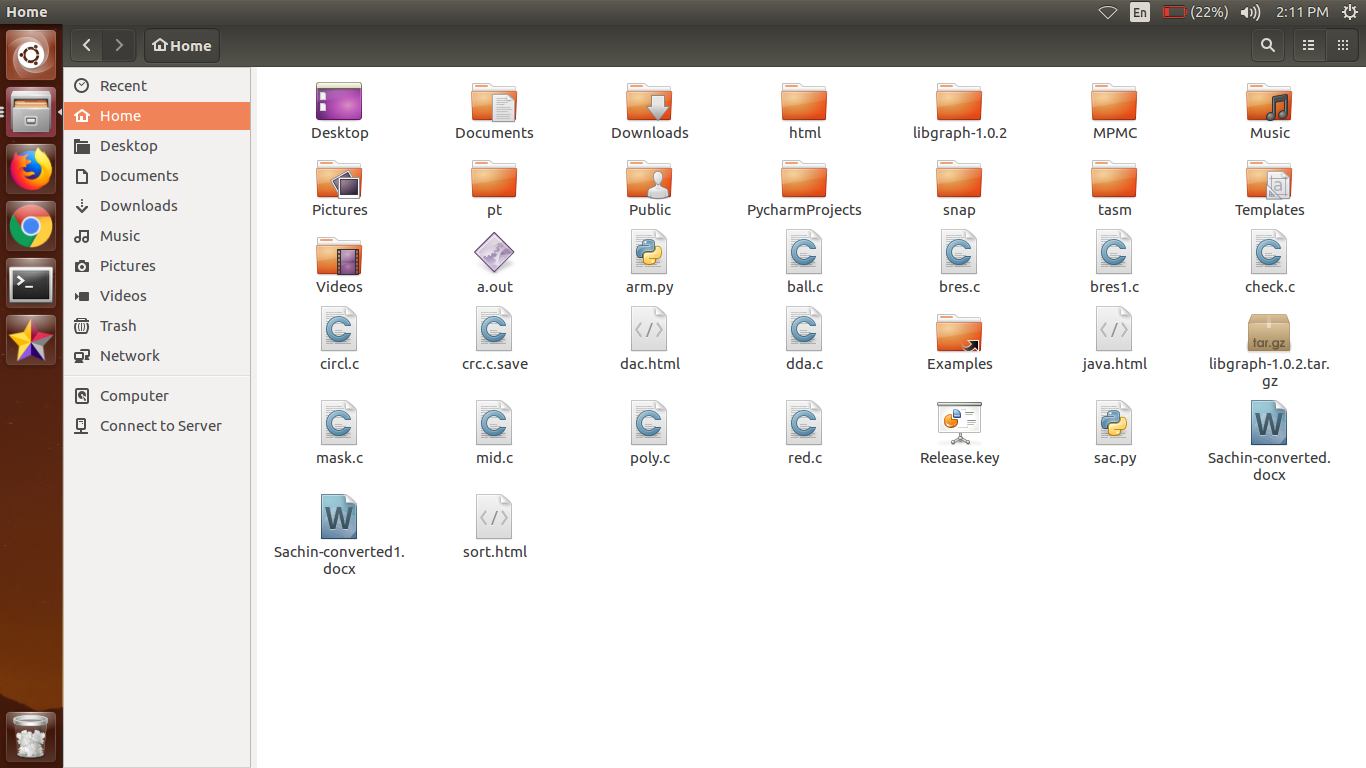 Home
En
(22%)
2:11 PM
Home
Recent
Home
Desktop
Documents
Downloads
Music
Pictures
Videos
Trash
Network
Computer
Connect to Server
Desktop
Documents
Downloads
html
libgraph-1.0.2
MPMC
Music
Pictures
pt
Public
PycharmProjects
snap
tasm
Templates
Videos
a.out
arm.py
ball.c
bres.c
bres1.c
check.c
circl.c
crc.c.save
dac.html
dda.c
Examples
java.html
tar.gz
libgraph-1.0.2.tar.
gz
mask.c
mid.c
poly.c
red.c
Release.key
sac.py
Sachin-converted.
docx
Sachin-converted1.
docx
sort.html